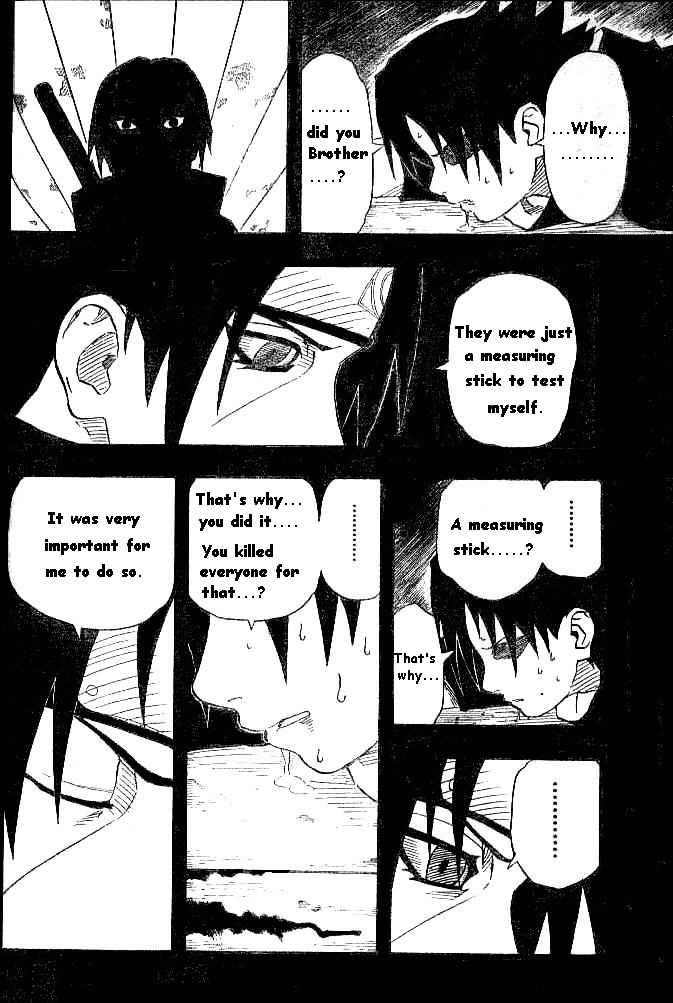 ...Why...
........
......
did you
Brother
....?
They were just
a measuring
stick to test
myself.
........
A measuring
stick.....?
That's
why...
........
That's why...
you did it....
You killed
everyone for
that...?
..........
It was very
important for
me to do so.